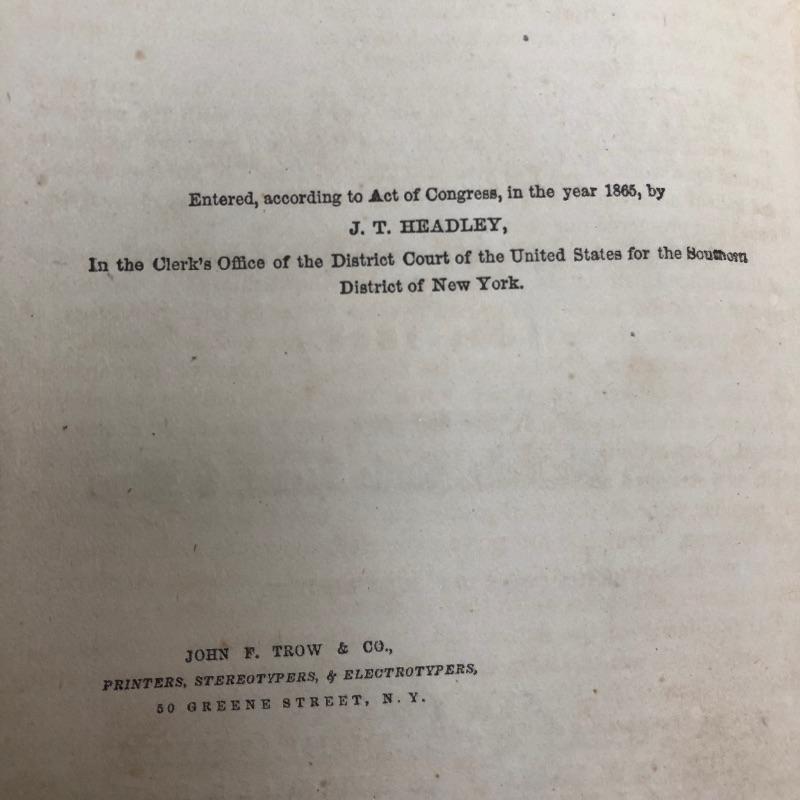 Entered, according to Act of Congress, in the year 1865, by
J. T. HEADLEY,
In the Clerk's Office of the District Court of the United States for the Southern
District of New York.
JOHN F. TROW & CO.,
PRINTERS, STEREOTYPERS, & ELECTROTYPERS,
50 GREENE STREET, N. Y.